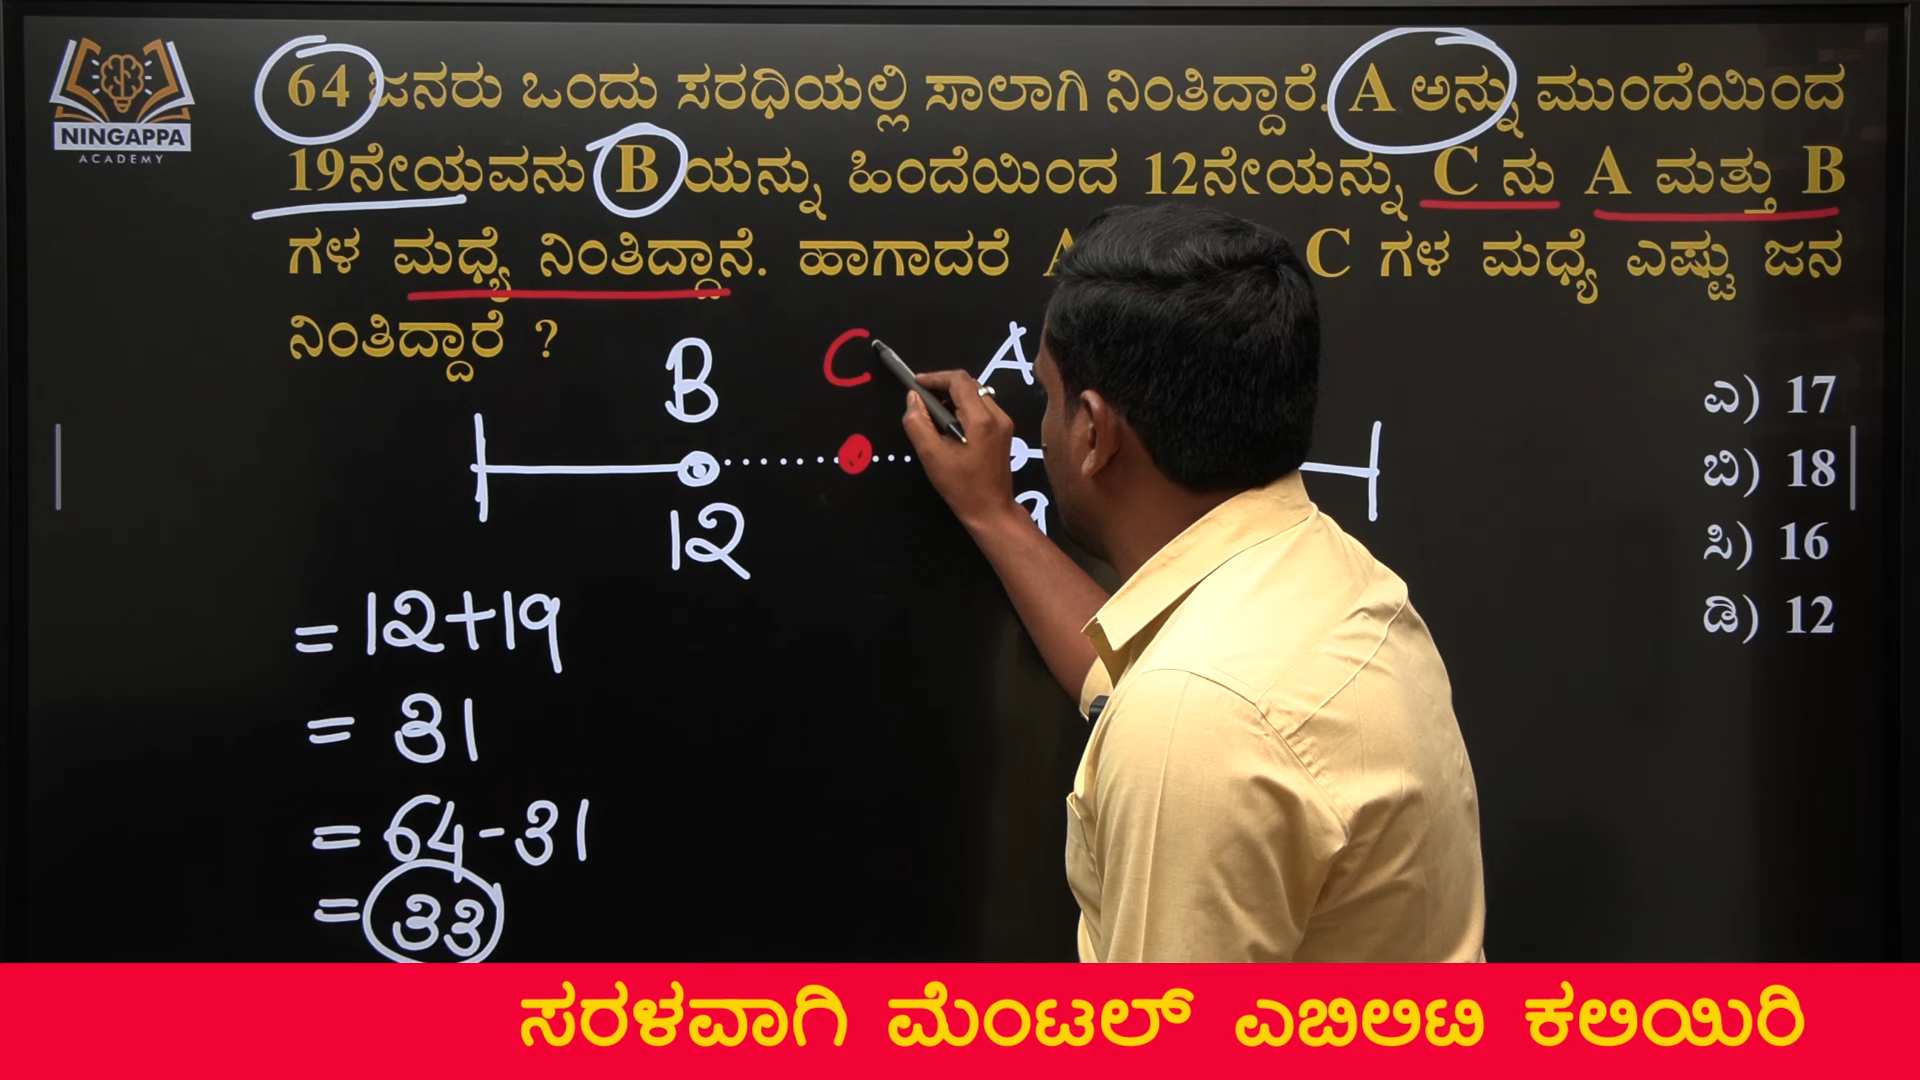 NINGAPPA
ACADEMY
64 ಜನರು ಒಂದು ಸರಧಿಯಲ್ಲಿ ಸಾಲಾಗಿ ನಿಂತಿದ್ದಾರೆ. A ಅನ್ನು ಮುಂದೆಯಿಂದ
19ನೇಯವನು B ಯನ್ನು ಹಿಂದೆಯಿಂದ 12ನೇಯನ್ನು C ನು A ಮತ್ತು B
ಗಳ ಮಧ್ಯೆ ನಿಂತಿದ್ದಾನೆ. ಹಾಗಾದರೆ C ಗಳ ಮಧ್ಯೆ ಎಷ್ಟು ಜನ
ನಿಂತಿದ್ದಾರೆ ?
B C A
12
ಎ) 17
ಬಿ) 18
ಸಿ) 16
ಡಿ) 12
= 12+19
= 31
= 64-31
= 33
ಸರಳವಾಗಿ ಮೆಂಟಲ್ ಎಬಿಲಿಟಿ ಕಲಿಯಿರಿ